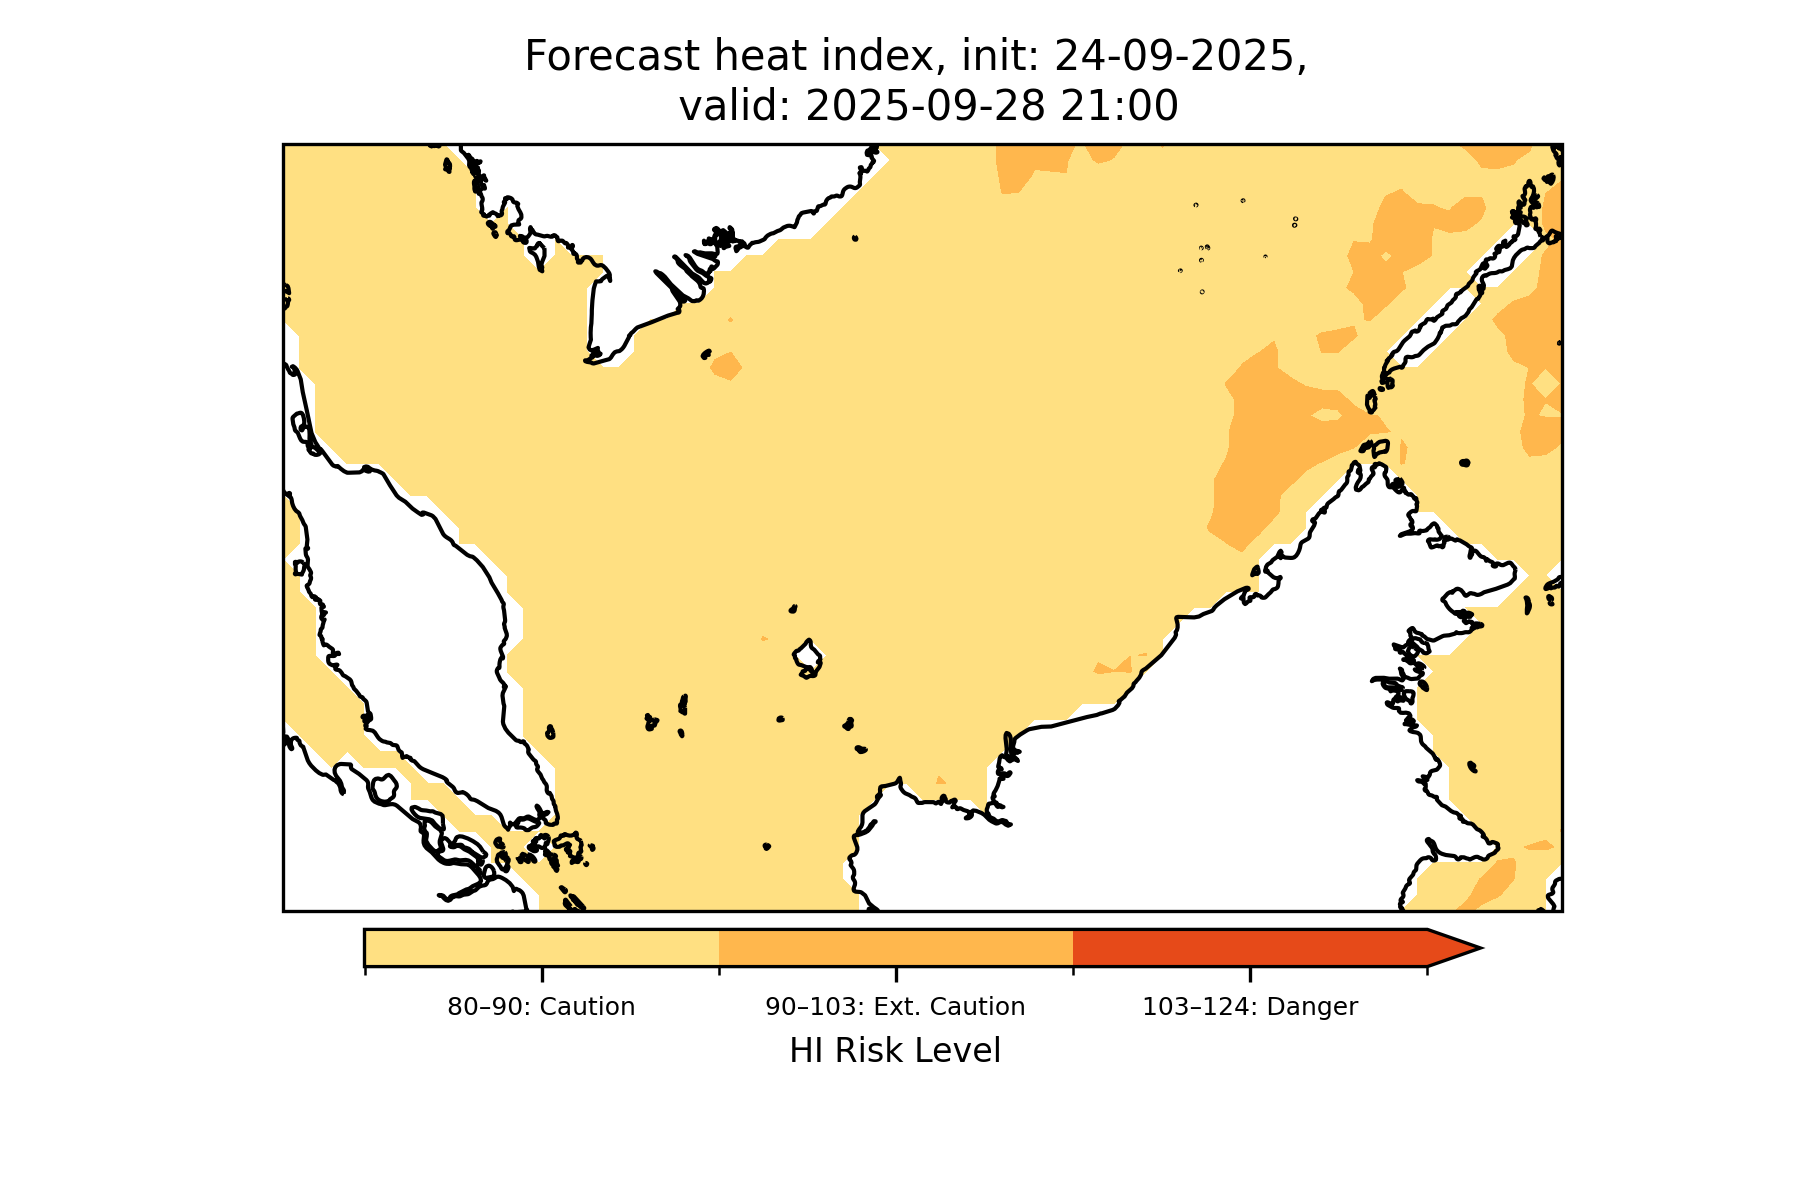 Forecast heat index, init: 24-09-2025,
valid: 2025-09-28 21:00
80–90: Caution
90–103: Ext. Caution
103–124: Danger
HI Risk Level